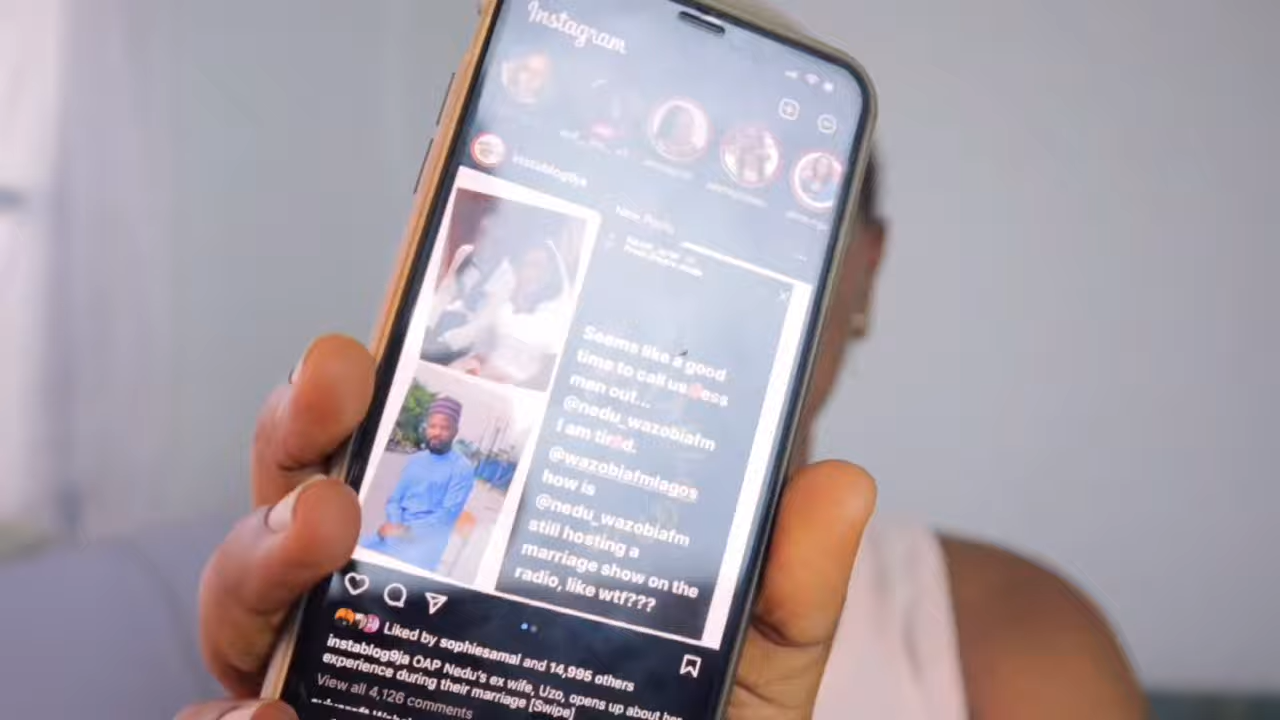 Instagram
instablog9ja
New Posts
Seems like a good
time to call us
men out...
@nedu_wazobiafm
I am tired.
@wazobiafmlagos
how is
@nedu_wazobiafm
still hosting a
marriage show on the
radio, like wtf???
Liked by sophiesamal and 14,995 others
instablog9ja OAP Nedu's ex wife, Uzo, opens up about her
experience during their marriage [Swipe]
View all 4,126 comments